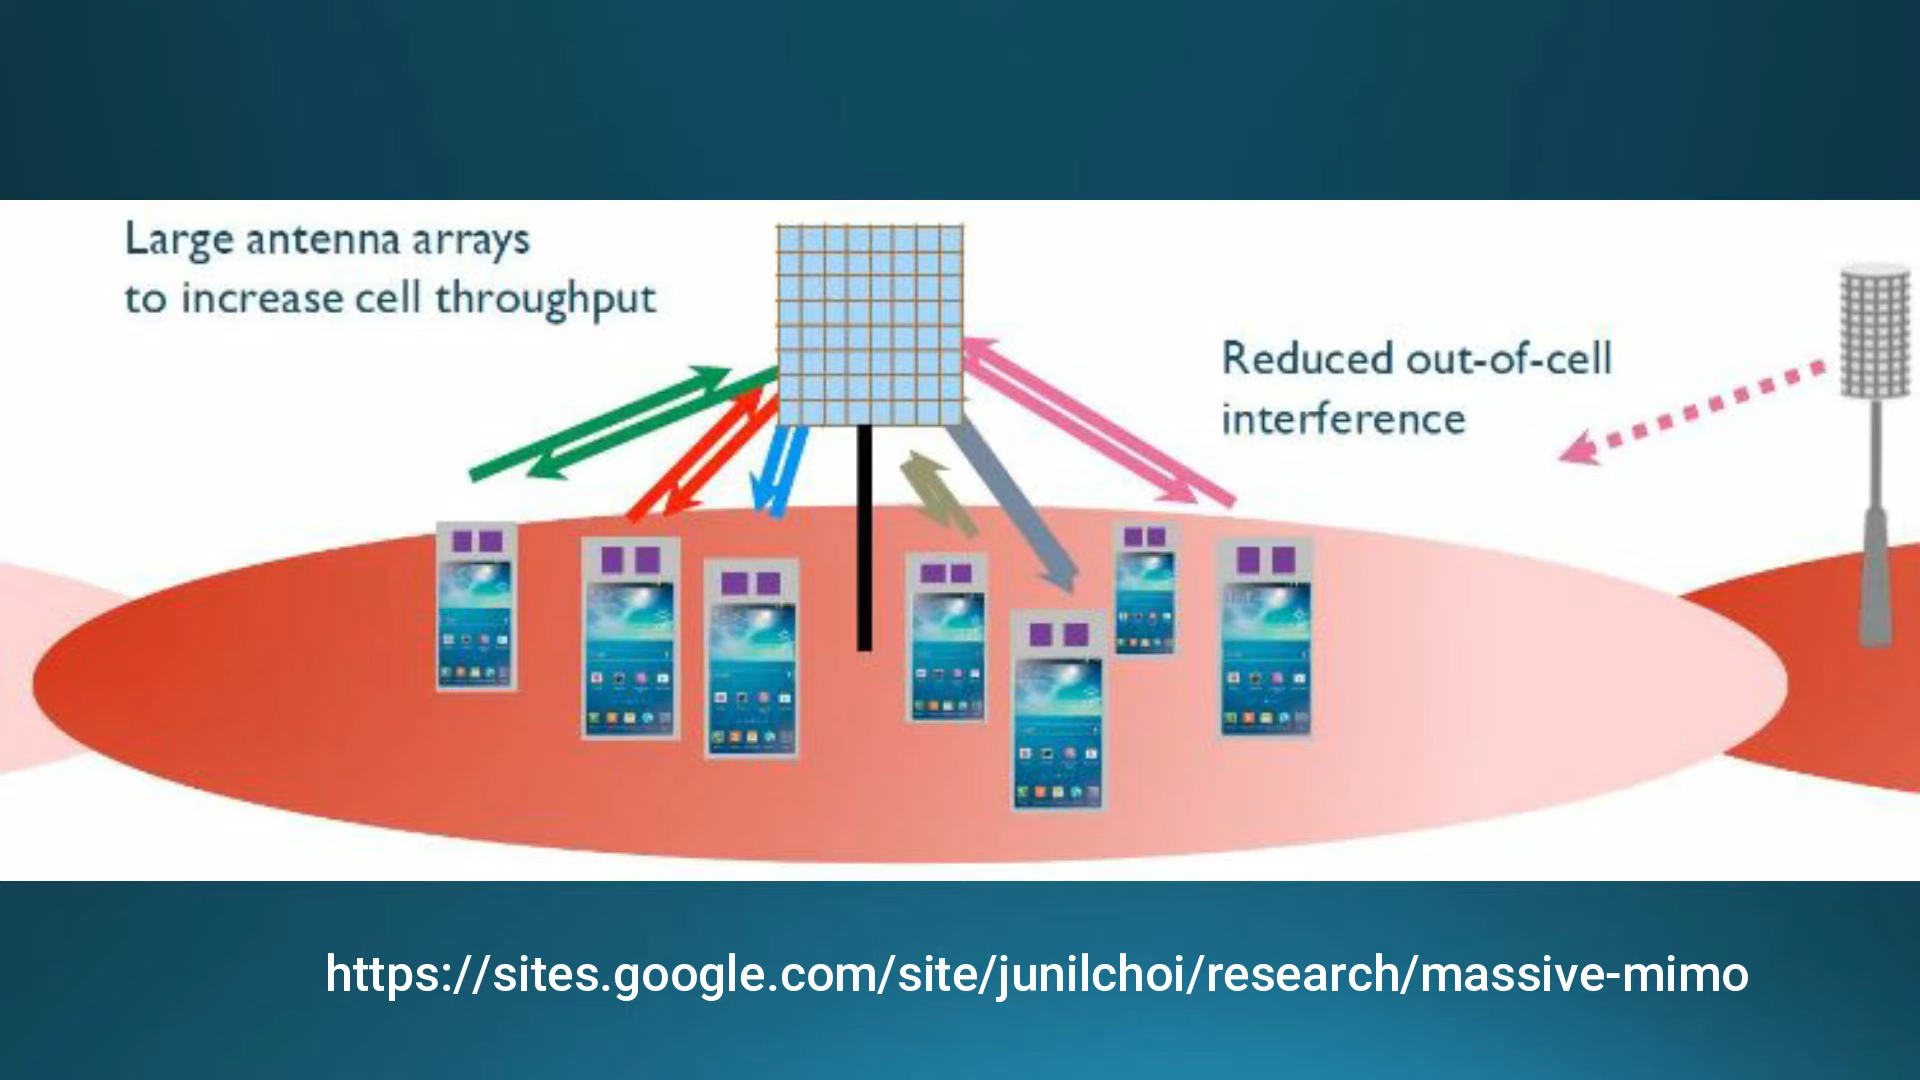 Large antenna arrays
to increase cell throughput
Reduced out-of-cell
interference
https://sites.google.com/site/junilchoi/research/massive-mimo